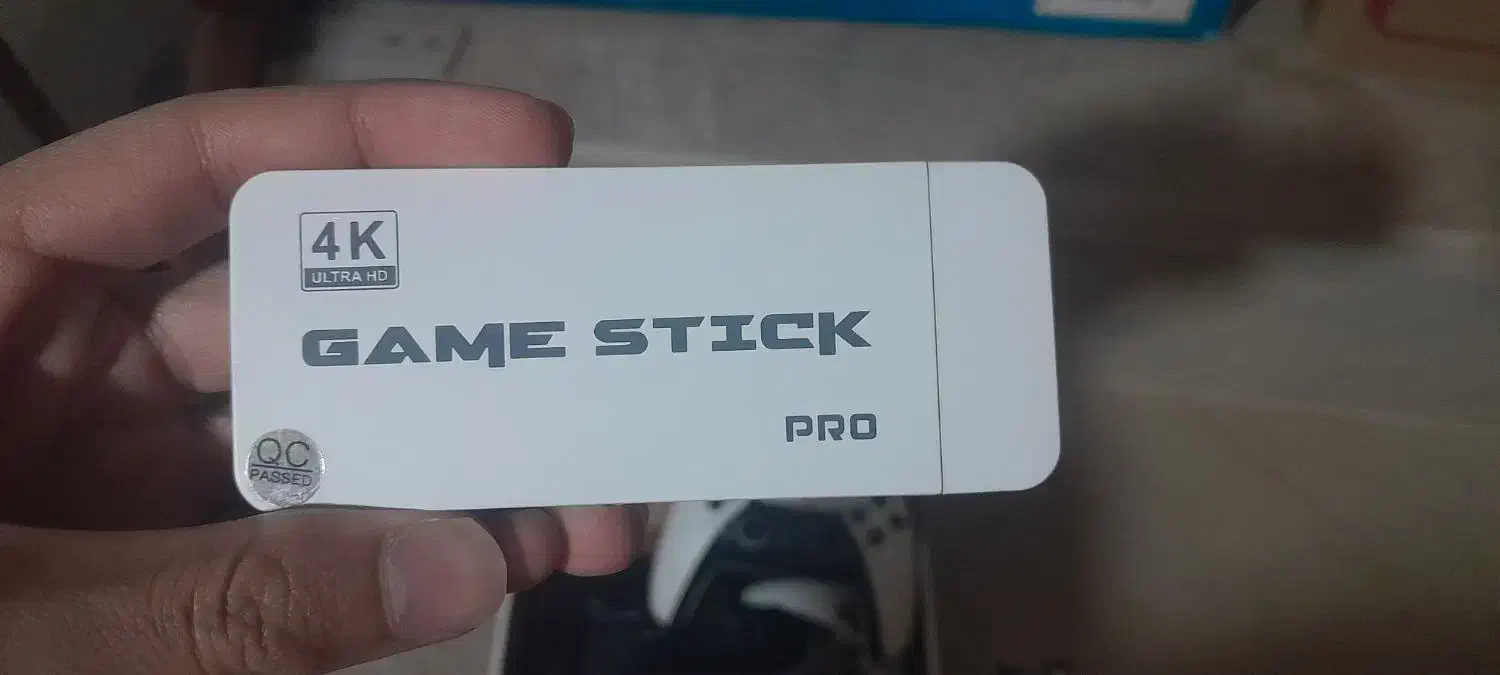 4K
ULTRA HD
GAME STICK
PRO
QC
PASSED